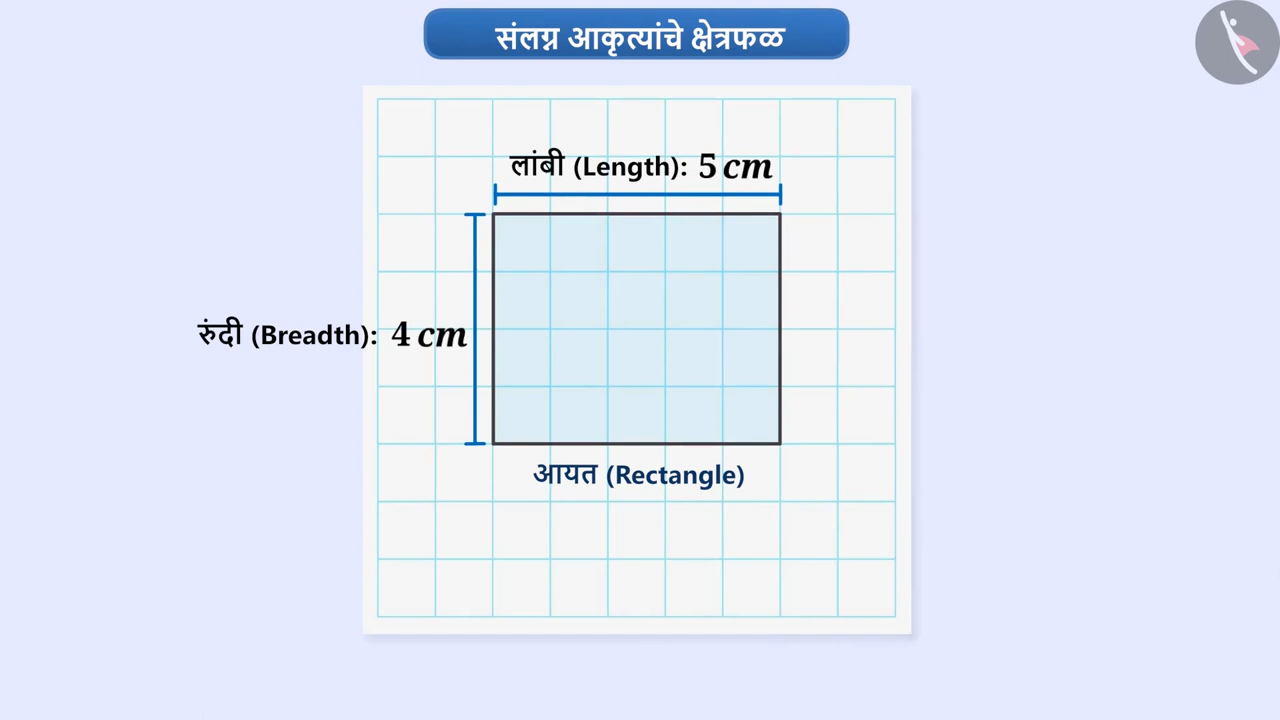 संलग्न आकृत्यांचे क्षेत्रफळ
लांबी (Length): 5 cm
रुंदी (Breadth): 4 cm
आयत (Rectangle)